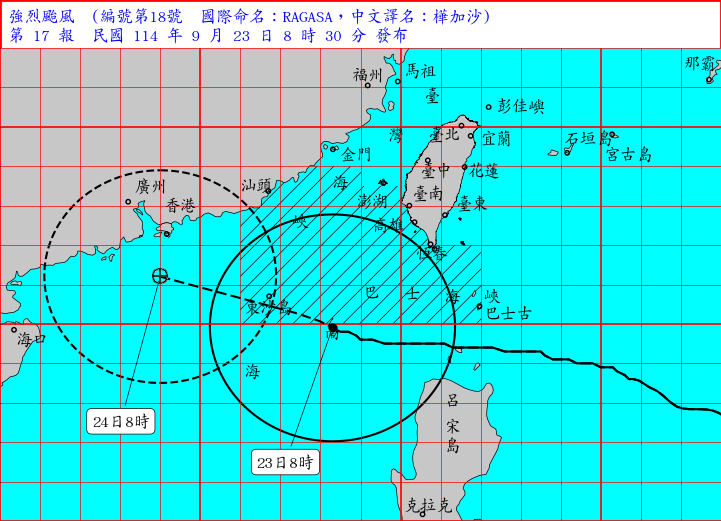 強烈颱風 (編號第18號 國際命名：RAGASA，中文譯名：樺加沙)
第 17 報 民國 114 年 9 月 23 日 8 時 30 分 發布
福州
馬祖
那霸
臺
彭佳嶼
灣
臺北
宜蘭
石垣島
宮古島
金門
臺中
花蓮
廣州
汕頭
海
臺南
香港
澎湖
臺東
峽
高雄
恆春
巴 士 海 峽
東沙島
巴士古
海口
南
海
呂
宋
島
24日8時
23日8時
克拉克